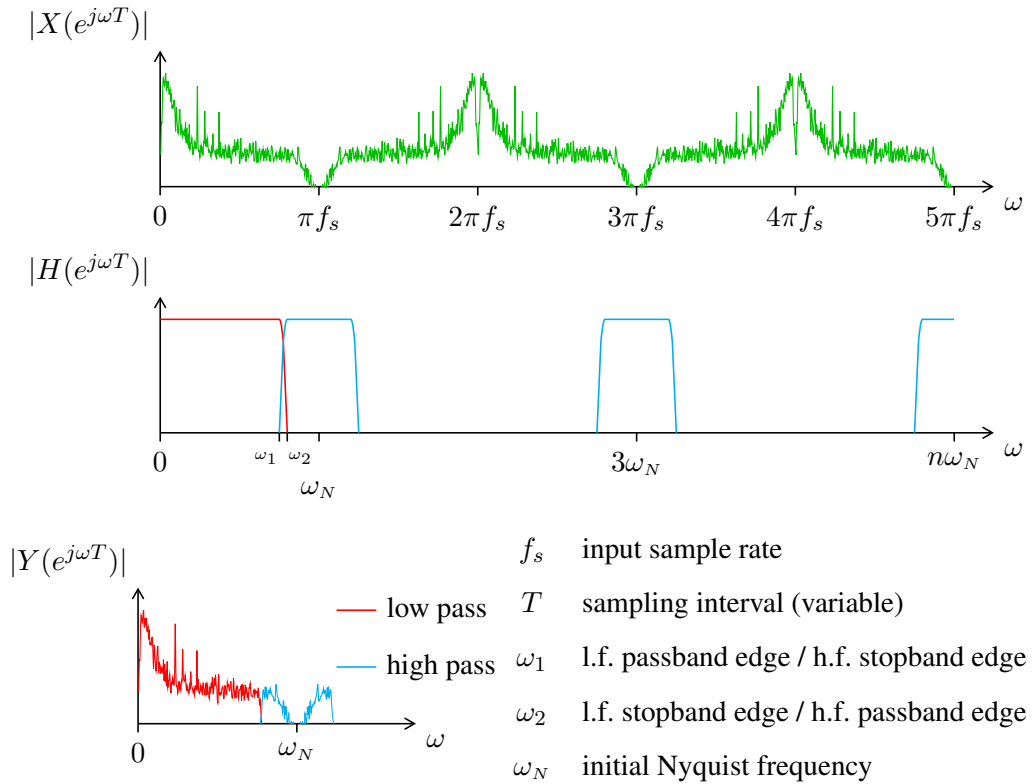 |X(e^{jωT})|
0 πf_s 2πf_s 3πf_s 4πf_s 5πf_s ω
|H(e^{jωT})|
0 ω_1 ω_2 ω_N 3ω_N nω_N ω
|Y(e^{jωT})|
0 ω_N ω
low pass
high pass
f_s input sample rate
T sampling interval (variable)
ω_1 l.f. passband edge / h.f. stopband edge
ω_2 l.f. stopband edge / h.f. passband edge
ω_N initial Nyquist frequency